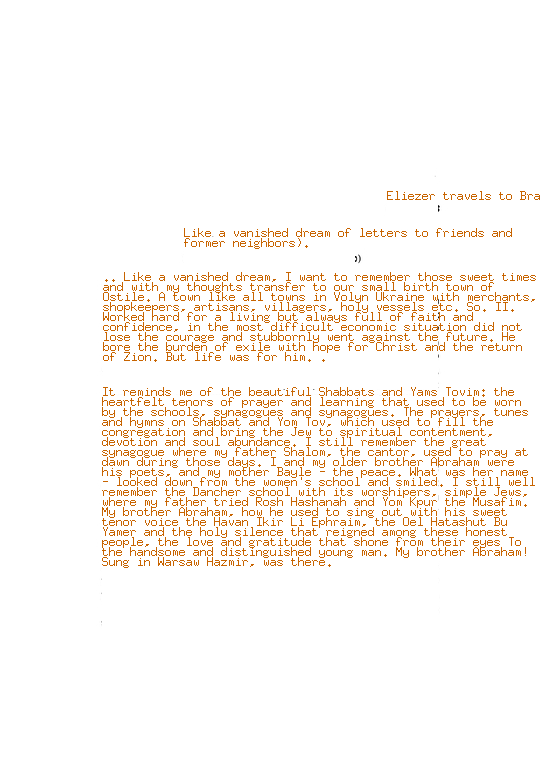 Eliezer travels to Bra
Like a vanished dream of letters to friends and
former neighbors).
:)
.. Like a vanished dream, I want to remember those sweet times
and with my thoughts transfer to our small birth town of
Ostile. A town like all towns in Volyn Ukraine with merchants,
shopkeepers, artisans, villagers, holy vessels etc. So. II.
Worked hard for a living but always full of faith and
confidence, in the most difficult economic situation did not
lose the courage and stubbornly went against the future. He
bore the burden of exile with hope for Christ and the return
of Zion. But life was for him. .
It reminds me of the beautiful Shabbats and Yams Tovim: the
heartfelt tenors of prayer and learning that used to be worn
by the schools, synagogues and synagogues. The prayers, tunes
and hymns on Shabbat and Yom Tov, which used to fill the
congregation and bring the Jew to spiritual contentment,
devotion and soul abundance. I still remember the great
synagogue where my father Shalom, the cantor, used to pray at
dawn during those days. I and my older brother Abraham were
his poets, and my mother Bayle - the peace. What was her name
- looked down from the women's school and smiled. I still well
remember the Dancher school with its worshipers, simple Jews,
where my father tried Rosh Hashanah and Yom Kpur the Musafim.
My brother Abraham, how he used to sing out with his sweet
tenor voice the Havan Ikir Li Ephraim, the Oel Hatashut Bu
Yamer and the holy silence that reigned among these honest
people, the love and gratitude that shone from their eyes To
the handsome and distinguished young man. My brother Abraham!
Sung in Warsaw Hazmir, was there.